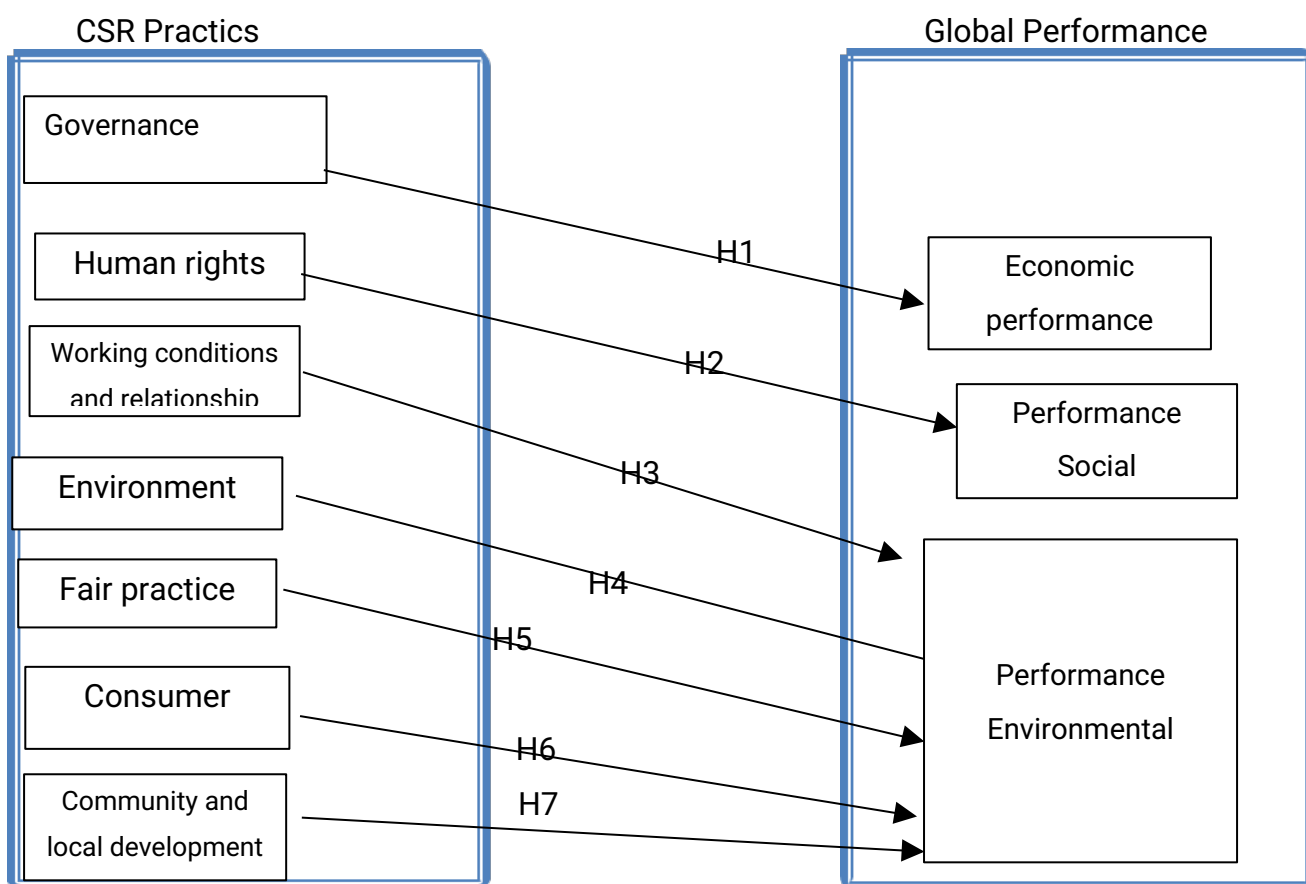 CSR Practics
Global Performance
Governance
Human rights
Working conditions
and relationship
Environment
Fair practice
Consumer
Community and
local development
H1
H2
H3
H4
H5
H6
H7
Economic
performance
Performance
Social
Performance
Environmental